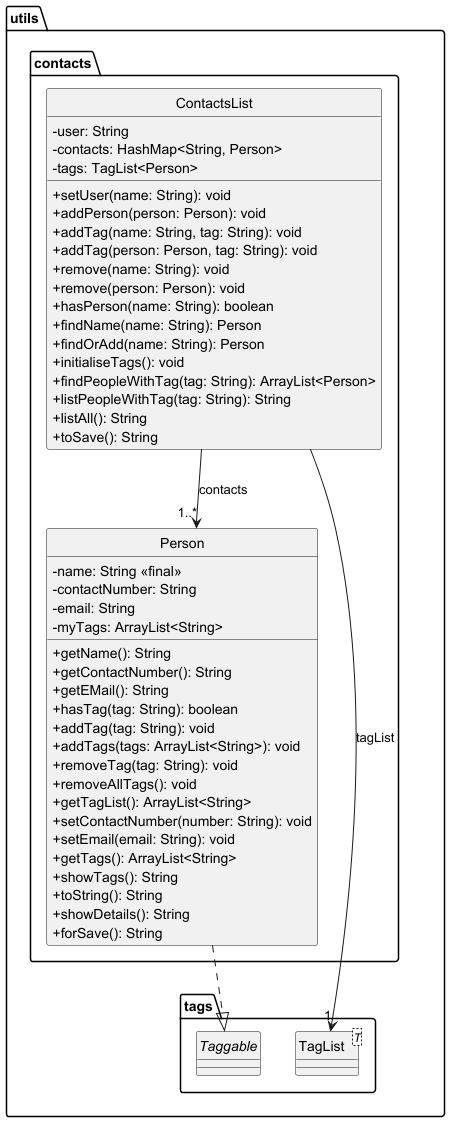 utils
contacts
ContactsList
-user: String
-contacts: HashMap<String, Person>
-tags: TagList<Person>
+setUser(name: String): void
+addPerson(person: Person): void
+addTag(name: String, tag: String): void
+addTag(person: Person, tag: String): void
+remove(name: String): void
+remove(person: Person): void
+hasPerson(name: String): boolean
+findName(name: String): Person
+findOrAdd(name: String): Person
+initialiseTags(): void
+findPeopleWithTag(tag: String): ArrayList<Person>
+listPeopleWithTag(tag: String): String
+listAll(): String
+toSave(): String
contacts
1..*
Person
-name: String «final»
-contactNumber: String
-email: String
-myTags: ArrayList<String>
+getName(): String
+getContactNumber(): String
+getEMail(): String
+hasTag(tag: String): boolean
+addTag(tag: String): void
+addTags(tags: ArrayList<String>): void
+removeTag(tag: String): void
+removeAllTags(): void
+getTagList(): ArrayList<String>
+setContactNumber(number: String): void
+setEmail(email: String): void
+getTags(): ArrayList<String>
+showTags(): String
+toString(): String
+showDetails(): String
+forSave(): String
tagList
tags
1
Taggable
TagList
T